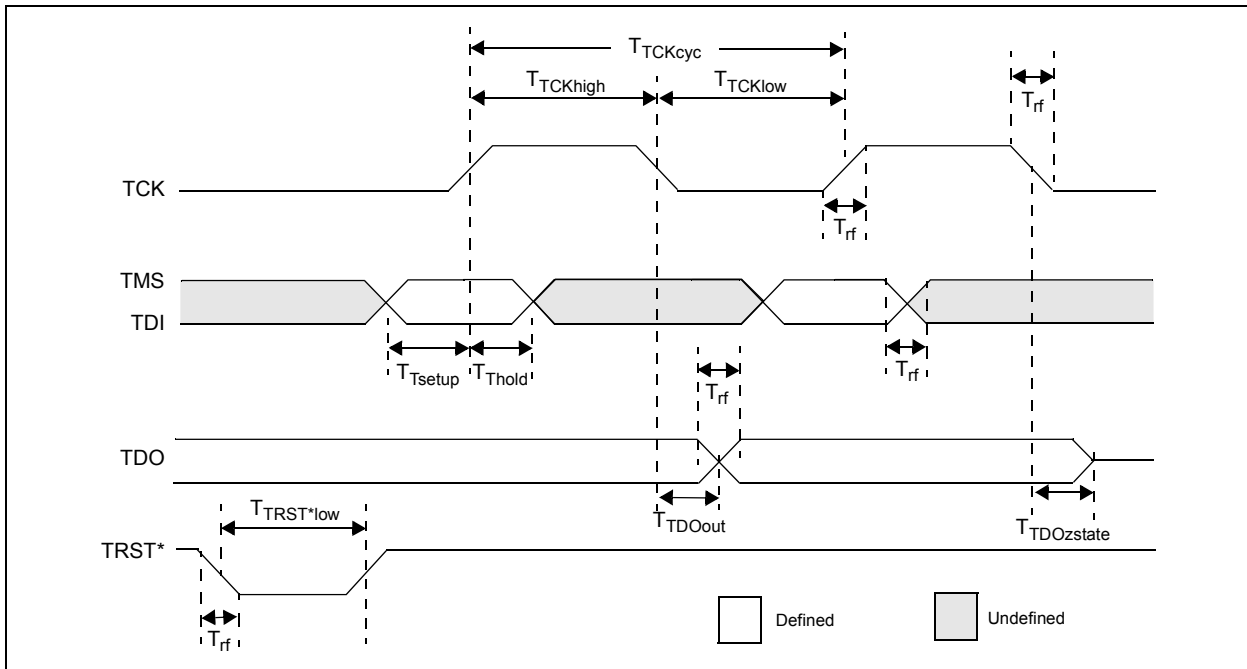 TTCKcyc
TTCKhigh
TTCKlow
Trf
TCK
Trf
TMS
TDI
TTsetup
TThold
Trf
Trf
TDO
TTRST*low
TTDOout
TTDOzstate
TRST*
Trf
Defined
Undefined